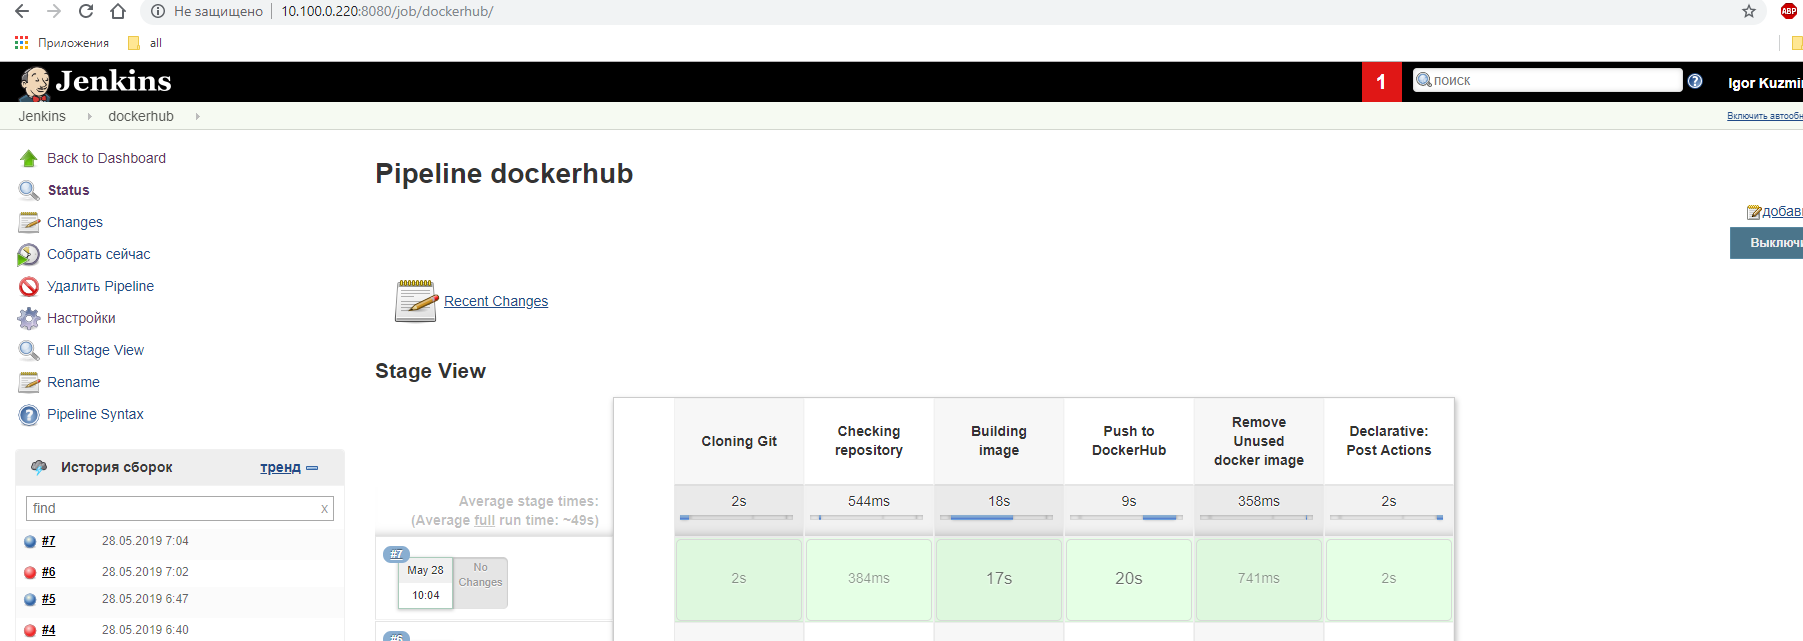 Не защищено 10.100.0.220:8080/job/dockerhub/
ABP
Приложения all
Jenkins 1 поиск ? Igor Kuzmi
Jenkins dockerhub Включить автообн
Back to Dashboard
Status
Changes
Собрать сейчас
Удалить Pipeline
Настройки
Full Stage View
Rename
Pipeline Syntax
Pipeline dockerhub
добав
Выключ
Recent Changes
Stage View
Cloning Git
Checking
repository
Building
image
Push to
DockerHub
Remove
Unused
docker image
Declarative:
Post Actions
Average stage times:
(Average full run time: ~49s)
2s 544ms 18s 9s 358ms 2s
#7
May 28
10:04
No
Changes
2s 384ms 17s 20s 741ms 2s
#6
История сборок тренд
find x
#7 28.05.2019 7:04
#6 28.05.2019 7:02
#5 28.05.2019 6:47
#4 28.05.2019 6:40